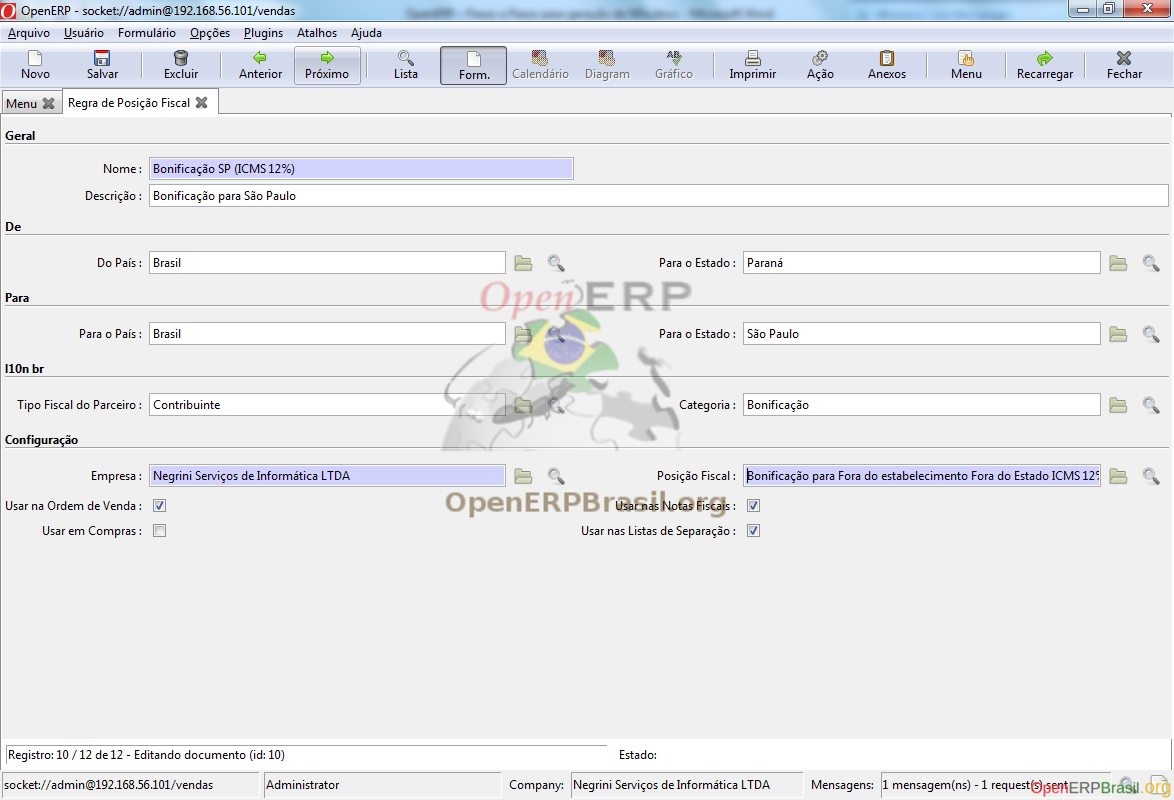 OpenERP - socket://admin@192.168.56.101/vendas
Arquivo Usuário Formulário Opções Plugins Atalhos Ajuda
Novo Salvar Excluir Anterior Próximo Lista Form. Calendário Diagram Gráfico Imprimir Ação Anexos Menu Recarregar Fechar
Menu Regra de Posição Fiscal
Geral
Nome : Bonificação SP (ICMS 12%)
Descrição : Bonificação para São Paulo
De
Do País : Brasil Para o Estado : Paraná
OpenERP
Para
Para o País : Brasil Para o Estado : São Paulo
l10n br
Tipo Fiscal do Parceiro : Contribuinte Categoria : Bonificação
Configuração
Empresa : Negrini Serviços de Informática LTDA Posição Fiscal : Bonificação para Fora do estabelecimento Fora do Estado ICMS 12%
OpenERPBrasil.org
Usar na Ordem de Venda : Usar nas Notas Fiscais :
Usar em Compras : Usar nas Listas de Separação :
Registro: 10 / 12 de 12 - Editando documento (id: 10) Estado:
socket://admin@192.168.56.101/vendas Administrator Company: Negrini Serviços de Informática LTDA Mensagens: 1 mensagem(ns) - 1 request(s) sent
OpenERPBrasil.org